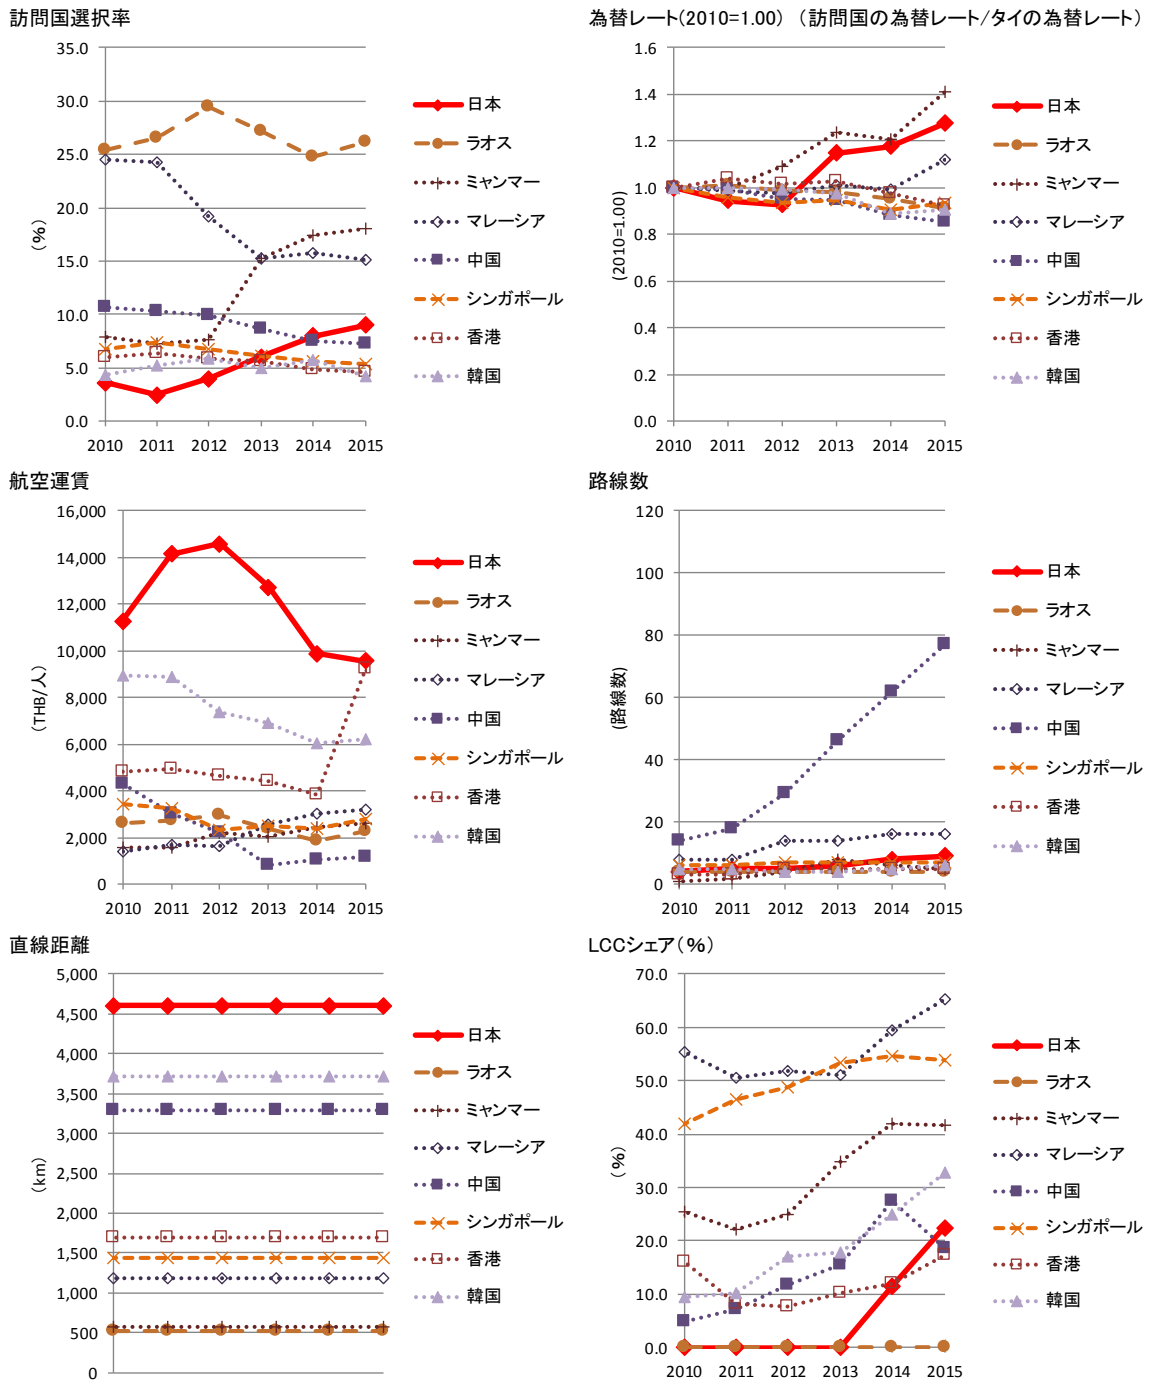 訪問国選択率
35.0
30.0
25.0
20.0
15.0
10.0
5.0
0.0
(%)
2010 2011 2012 2013 2014 2015
日本
ラオス
ミャンマー
マレーシア
中国
シンガポール
香港
韓国
為替レート(2010=1.00) (訪問国の為替レート/タイの為替レート)
1.6
1.4
1.2
1.0
0.8
0.6
0.4
0.2
0.0
(2010=1.00)
2010 2011 2012 2013 2014 2015
日本
ラオス
ミャンマー
マレーシア
中国
シンガポール
香港
韓国
航空運賃
16,000
14,000
12,000
10,000
8,000
6,000
4,000
2,000
0
(THB/人)
2010 2011 2012 2013 2014 2015
日本
ラオス
ミャンマー
マレーシア
中国
シンガポール
香港
韓国
路線数
120
100
80
60
40
20
0
(路線数)
2010 2011 2012 2013 2014 2015
日本
ラオス
ミャンマー
マレーシア
中国
シンガポール
香港
韓国
直線距離
5,000
4,500
4,000
3,500
3,000
2,500
2,000
1,500
1,000
500
0
(km)
日本
ラオス
ミャンマー
マレーシア
中国
シンガポール
香港
韓国
LCCシェア(%)
70.0
60.0
50.0
40.0
30.0
20.0
10.0
0.0
(%)
2010 2011 2012 2013 2014 2015
日本
ラオス
ミャンマー
マレーシア
中国
シンガポール
香港
韓国